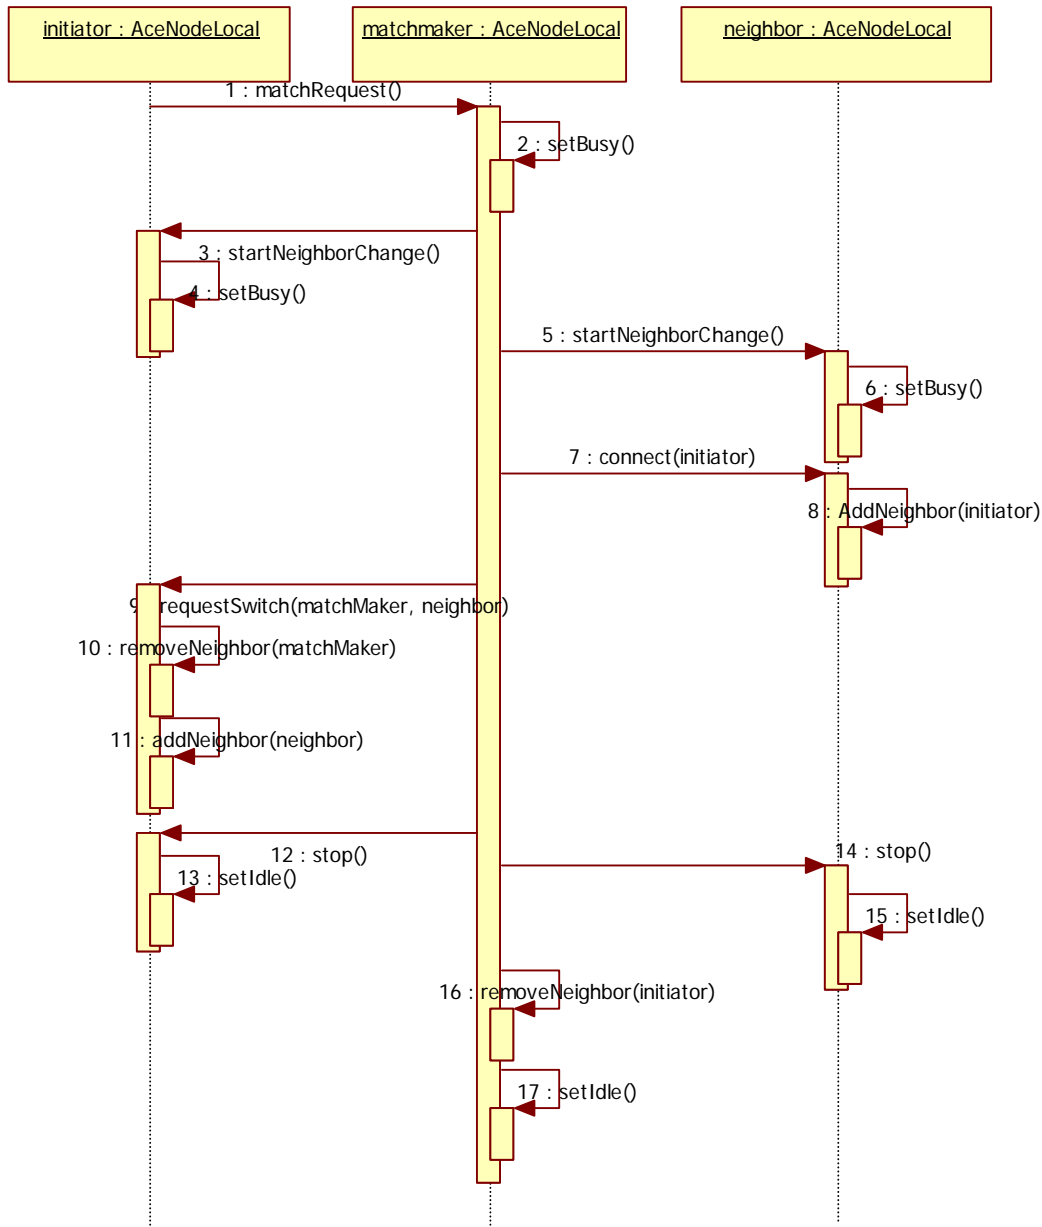 initiator : AceNodeLocal
matchmaker : AceNodeLocal
neighbor : AceNodeLocal
1 : matchRequest()
2 : setBusy()
3 : startNeighborChange()
4 : setBusy()
5 : startNeighborChange()
6 : setBusy()
7 : connect(initiator)
8 : AddNeighbor(initiator)
9 : requestSwitch(matchMaker, neighbor)
10 : removeNeighbor(matchMaker)
11 : addNeighbor(neighbor)
12 : stop()
13 : setIdle()
14 : stop()
15 : setIdle()
16 : removeNeighbor(initiator)
17 : setIdle()